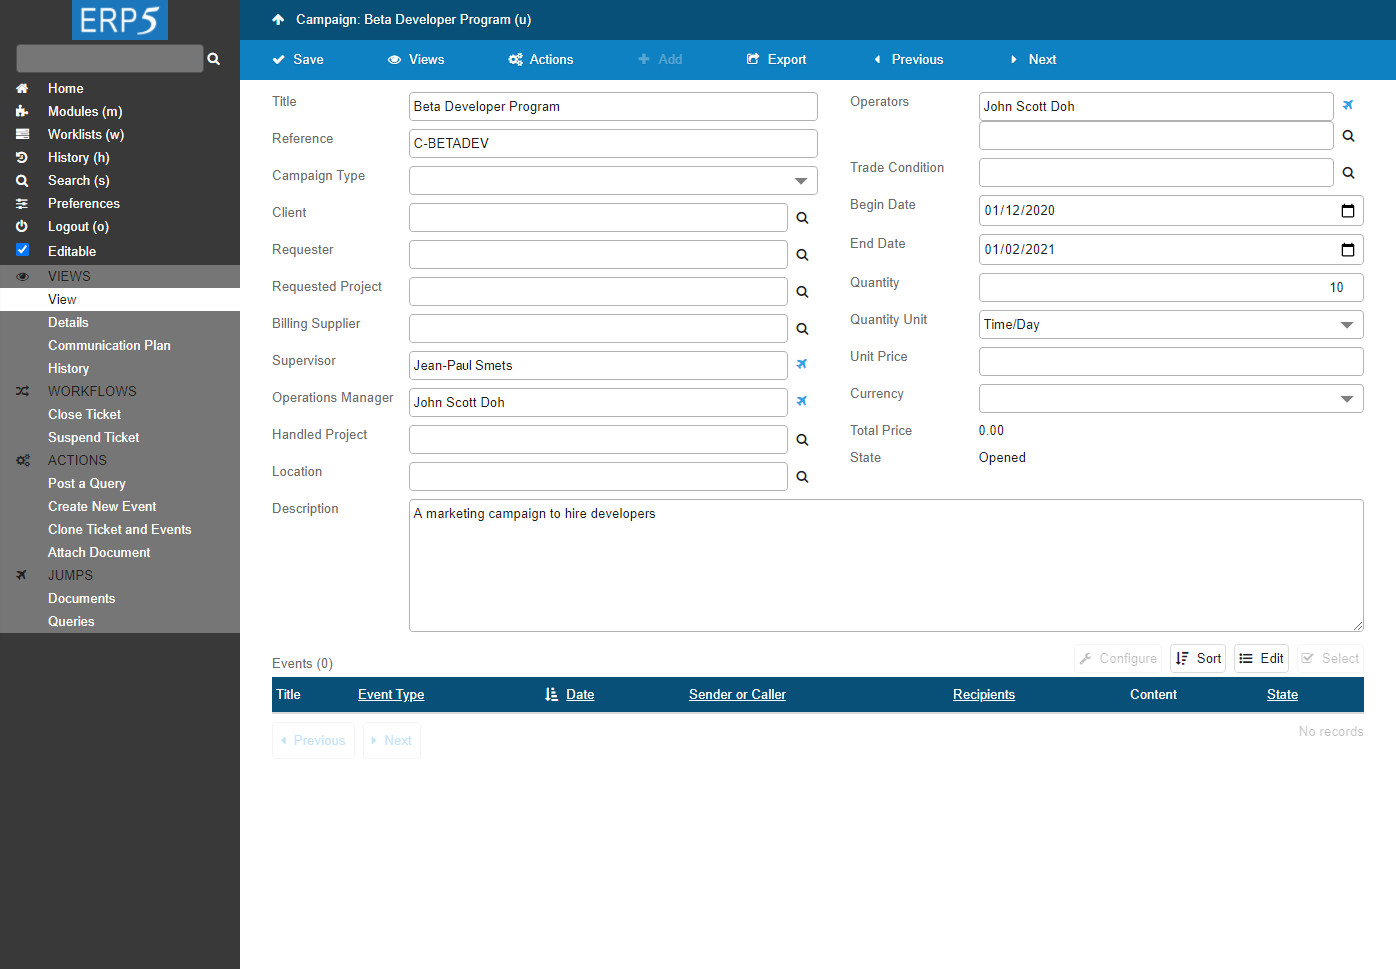 ERP5
Home
Modules (m)
Worklists (w)
History (h)
Search (s)
Preferences
Logout (o)
Editable
VIEWS
View
Details
Communication Plan
History
WORKFLOWS
Close Ticket
Suspend Ticket
ACTIONS
Post a Query
Create New Event
Clone Ticket and Events
Attach Document
JUMPS
Documents
Queries
Campaign: Beta Developer Program (u)
Save Views Actions Add Export Previous Next
Title Beta Developer Program
Reference C-BETADEV
Campaign Type
Client
Requester
Requested Project
Billing Supplier
Supervisor Jean-Paul Smets
Operations Manager John Scott Doh
Handled Project
Location
Operators John Scott Doh
Trade Condition
Begin Date 01/12/2020
End Date 01/02/2021
Quantity 10
Quantity Unit Time/Day
Unit Price
Currency
Total Price 0.00
State Opened
Description A marketing campaign to hire developers
Events (0) Configure Sort Edit Select
Title Event Type Date Sender or Caller Recipients Content State
Previous Next No records